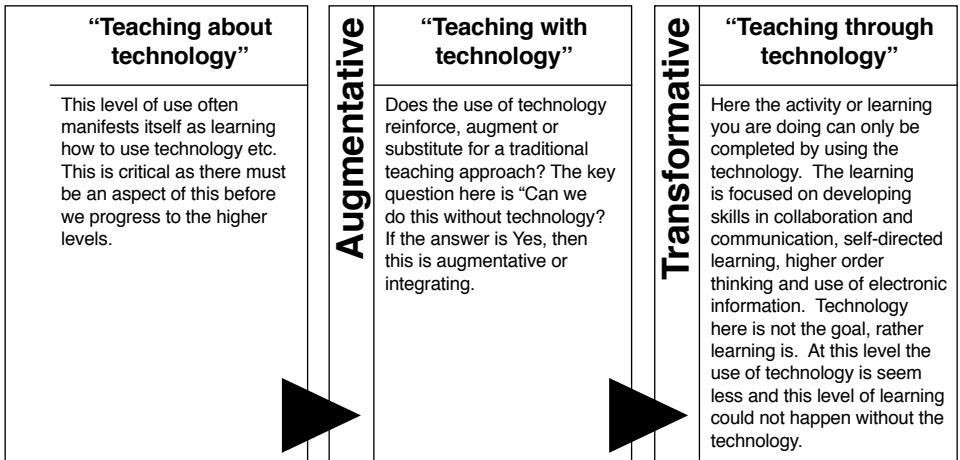 “Teaching about
technology”
This level of use often
manifests itself as learning
how to use technology etc.
This is critical as there must
be an aspect of this before
we progress to the higher
levels.
Augmentative
“Teaching with
technology”
Does the use of technology
reinforce, augment or
substitute for a traditional
teaching approach? The key
question here is “Can we
do this without technology?
If the answer is Yes, then
this is augmentative or
integrating.
Transformative
“Teaching through
technology”
Here the activity or learning
you are doing can only be
completed by using the
technology.  The learning
is focused on developing
skills in collaboration and
communication, self-directed
learning, higher order
thinking and use of electronic
information.  Technology
here is not the goal, rather
learning is.  At this level the
use of technology is seem
less and this level of learning
could not happen without the
technology.